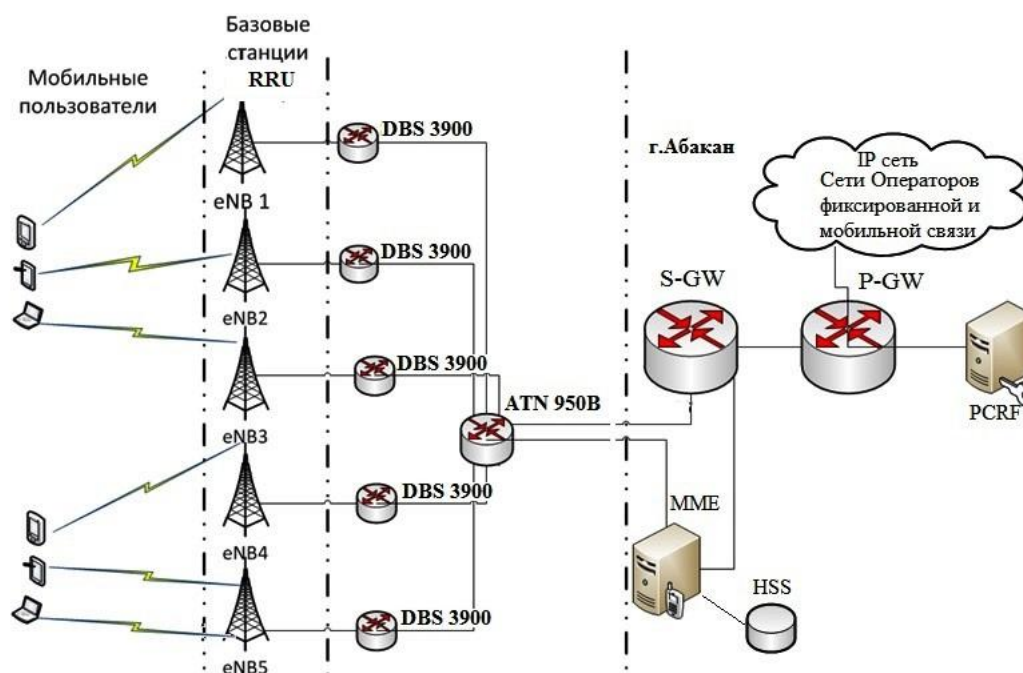 Базовые
станции
RRU
Мобильные
пользователи
DBS 3900
г.Абакан
IP сеть
Сети Операторов
фиксированной и
мобильной связи
eNB 1
DBS 3900
S-GW
P-GW
eNB2
DBS 3900
ATN 950B
PCRF
eNB3
DBS 3900
MME
eNB4
HSS
DBS 3900
eNB5